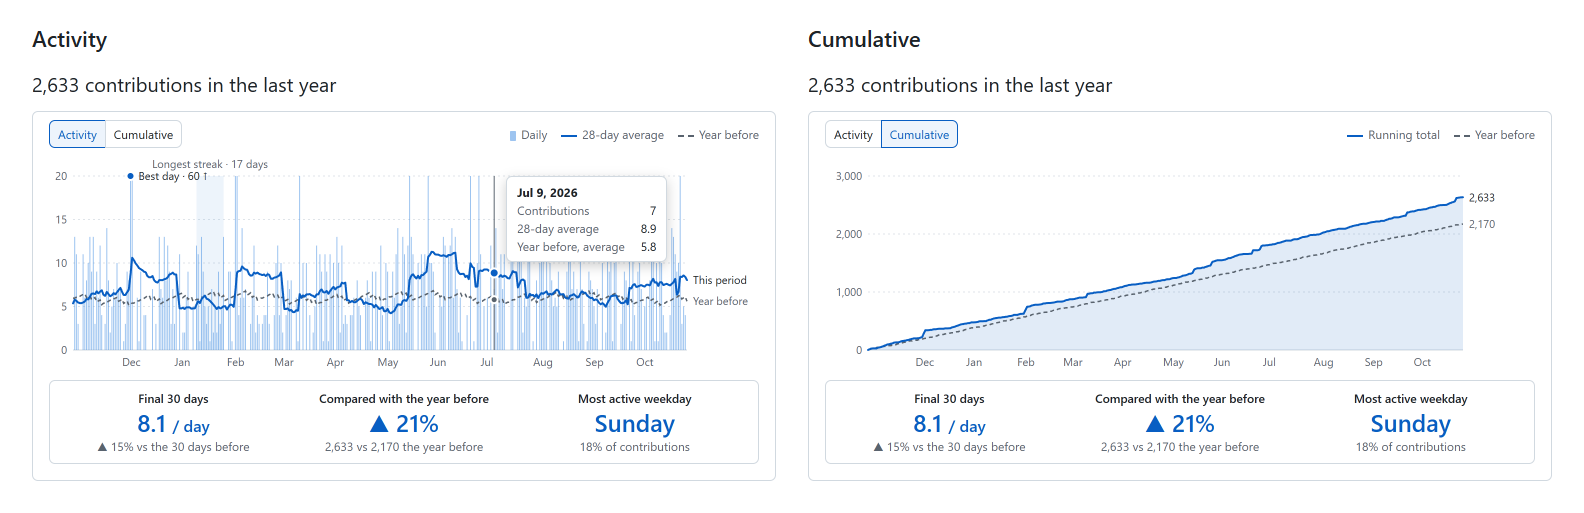 Activity
2,633 contributions in the last year
Activity
Cumulative
Daily
28-day average
Year before
Longest streak · 17 days
Best day · 60 ↑
20
15
10
5
0
Jul 9, 2026
Contributions 7
28-day average 8.9
Year before, average 5.8
This period
Year before
Dec Jan Feb Mar Apr May Jun Jul Aug Sep Oct
Final 30 days
8.1 / day
▲ 15% vs the 30 days before
Compared with the year before
▲ 21%
2,633 vs 2,170 the year before
Most active weekday
Sunday
18% of contributions
Cumulative
2,633 contributions in the last year
Activity
Cumulative
Running total
Year before
3,000
2,000
1,000
0
2,633
2,170
Dec Jan Feb Mar Apr May Jun Jul Aug Sep Oct
Final 30 days
8.1 / day
▲ 15% vs the 30 days before
Compared with the year before
▲ 21%
2,633 vs 2,170 the year before
Most active weekday
Sunday
18% of contributions